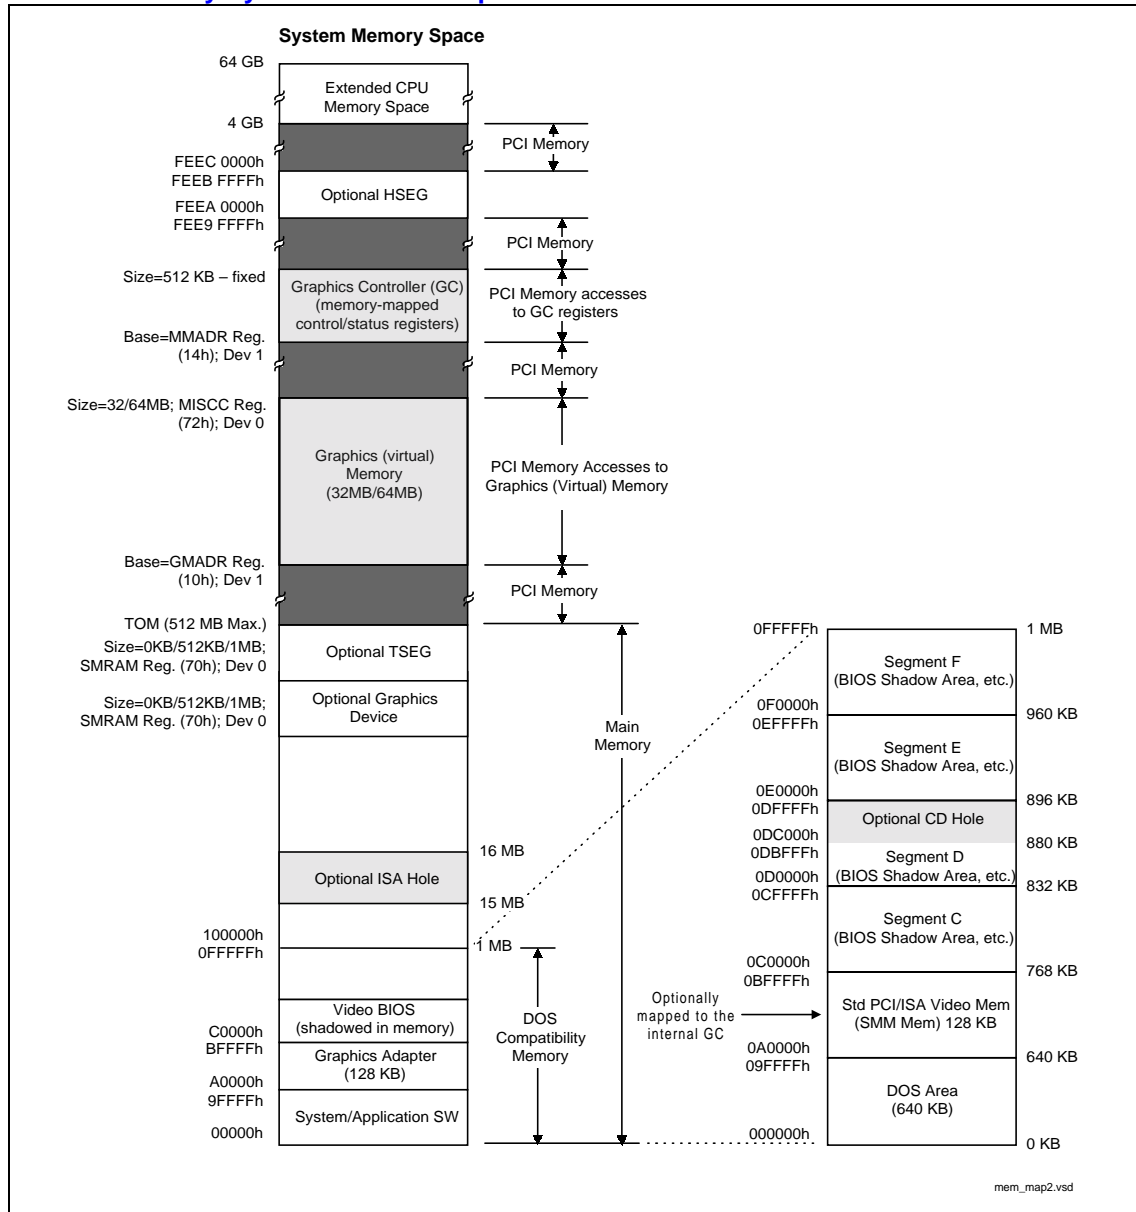 System Memory Space
64 GB
Extended CPU
Memory Space
4 GB
PCI Memory
FEEC 0000h
FEEB FFFFh
Optional HSEG
FEEA 0000h
FEE9 FFFFh
PCI Memory
Size=512 KB – fixed
Graphics Controller (GC)
(memory-mapped
control/status registers)
PCI Memory accesses
to GC registers
Base=MMADR Reg.
(14h); Dev 1
PCI Memory
Size=32/64MB; MISCC Reg.
(72h); Dev 0
Graphics (virtual)
Memory
(32MB/64MB)
PCI Memory Accesses to
Graphics (Virtual) Memory
Base=GMADR Reg.
(10h); Dev 1
PCI Memory
TOM (512 MB Max.)
Size=0KB/512KB/1MB;
SMRAM Reg. (70h); Dev 0
Optional TSEG
Size=0KB/512KB/1MB;
SMRAM Reg. (70h); Dev 0
Optional Graphics
Device
Main
Memory
16 MB
Optional ISA Hole
15 MB
100000h
0FFFFFh
1 MB
Video BIOS
(shadowed in memory)
C0000h
BFFFFh
Graphics Adapter
(128 KB)
A0000h
9FFFFh
System/Application SW
00000h
DOS
Compatibility
Memory
0FFFFFh
1 MB
Segment F
(BIOS Shadow Area, etc.)
0F0000h
0EFFFFh
960 KB
Segment E
(BIOS Shadow Area, etc.)
0E0000h
0DFFFFh
896 KB
Optional CD Hole
0DC000h
0DBFFFh
880 KB
Segment D
(BIOS Shadow Area, etc.)
0D0000h
0CFFFFh
832 KB
Segment C
(BIOS Shadow Area, etc.)
0C0000h
0BFFFFh
768 KB
Optionally
mapped to the
internal GC
Std PCI/ISA Video Mem
(SMM Mem) 128 KB
0A0000h
09FFFFh
640 KB
DOS Area
(640 KB)
000000h
0 KB
mem_map2.vsd